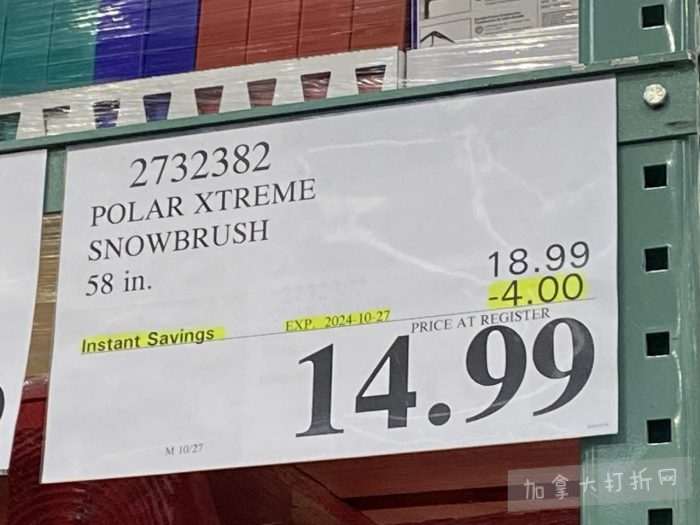 2732382
POLAR XTREME
SNOWBRUSH
58 in.
18.99
-4.00
Instant Savings
EXP. 2024-10-27
PRICE AT REGISTER
14.99
M 10/27
加拿大打折网